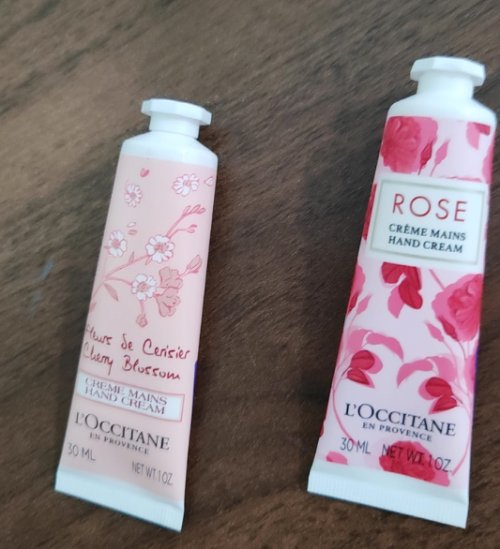 Fleurs de Cerisier
Cherry Blossom
CRÈME MAINS
HAND CREAM
L'OCCITANE
EN PROVENCE
30 ML NET WT.1 OZ.
ROSE
CRÈME MAINS
HAND CREAM
L'OCCITANE
EN PROVENCE
30 ML NET WT.1 OZ.